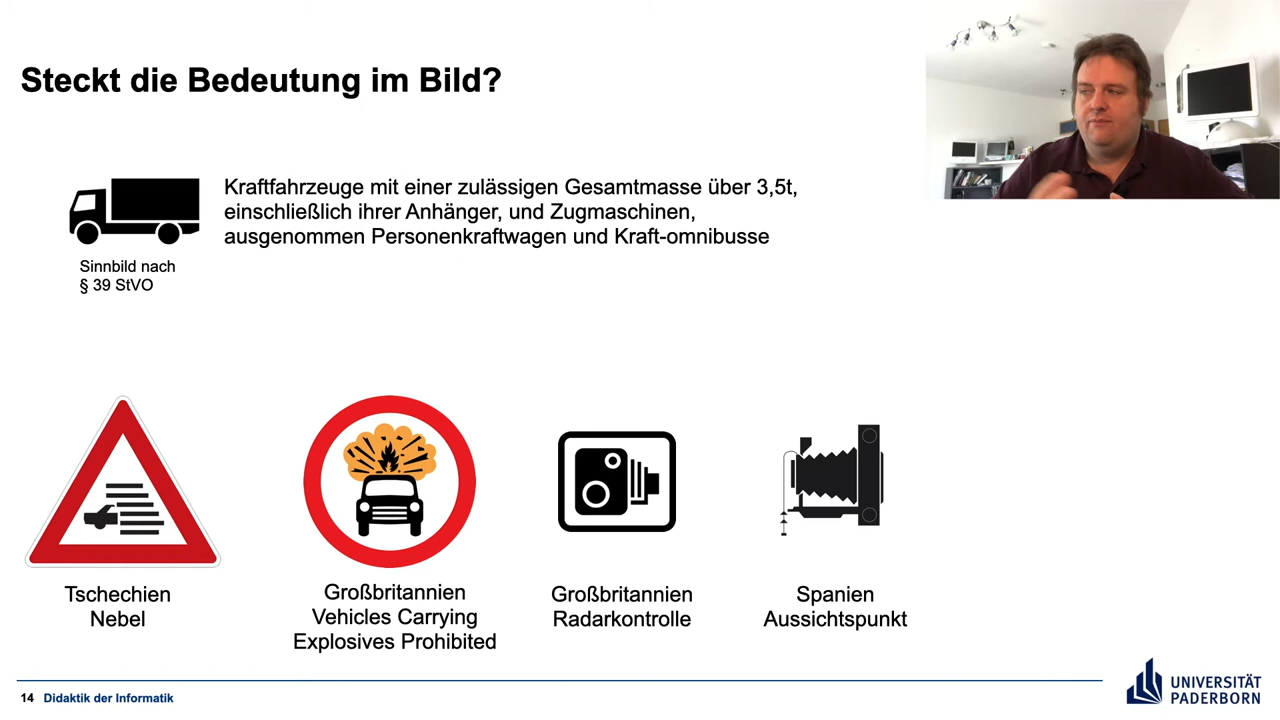 Steckt die Bedeutung im Bild?
Kraftfahrzeuge mit einer zulässigen Gesamtmasse über 3,5t,
einschließlich ihrer Anhänger, und Zugmaschinen,
ausgenommen Personenkraftwagen und Kraft-omnibusse
Sinnbild nach
§ 39 StVO
Tschechien
Nebel
Großbritannien
Vehicles Carrying
Explosives Prohibited
Großbritannien
Radarkontrolle
Spanien
Aussichtspunkt
14 Didaktik der Informatik
UNIVERSITÄT
PADERBORN